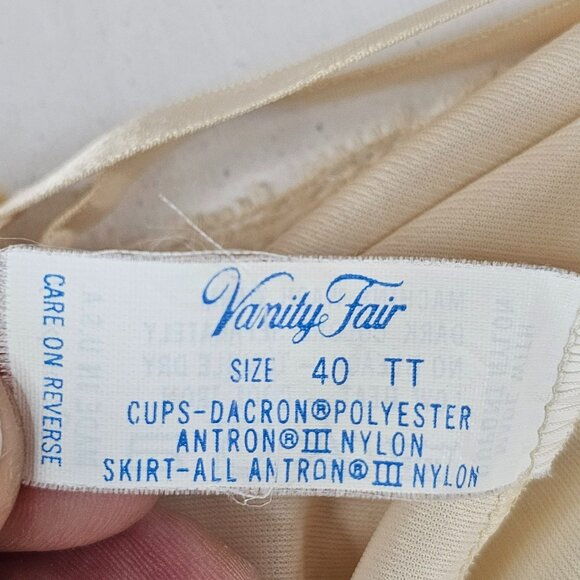 Vanity Fair
SIZE 40 TT
CUPS-DACRON®POLYESTER
ANTRON®III NYLON
SKIRT-ALL ANTRON®III NYLON
CARE ON REVERSE